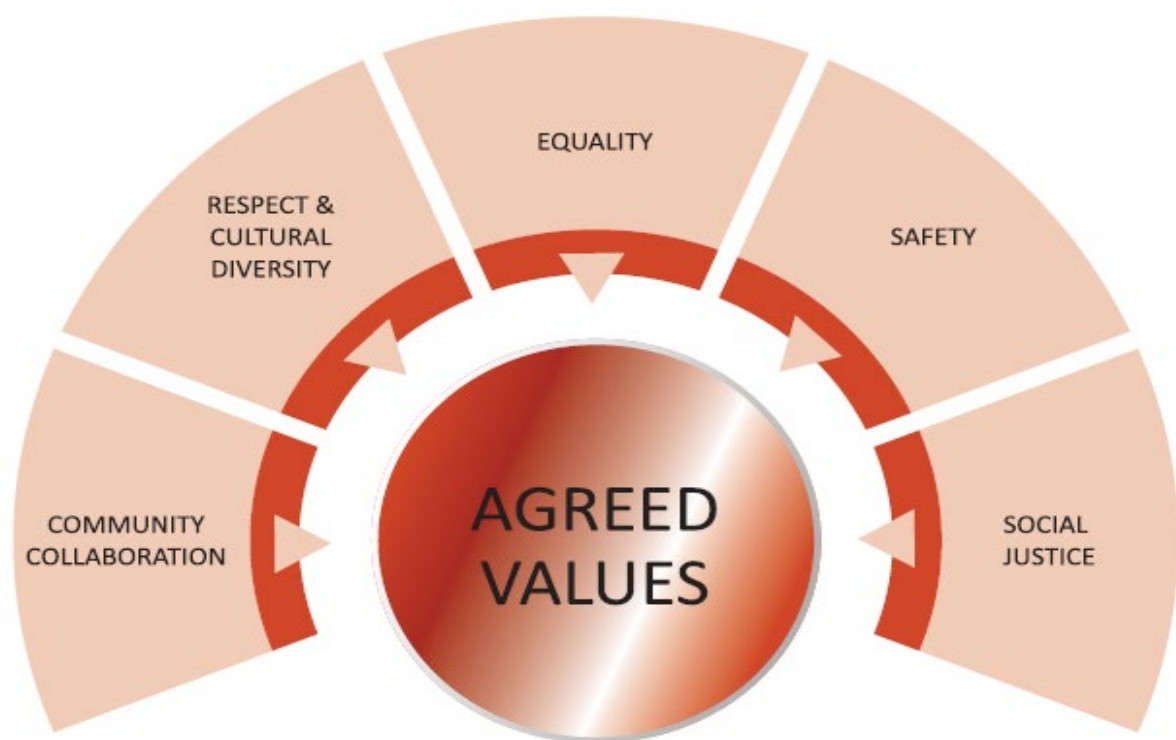 COMMUNITY
COLLABORATION
RESPECT &
CULTURAL
DIVERSITY
EQUALITY
SAFETY
SOCIAL
JUSTICE
AGREED
VALUES